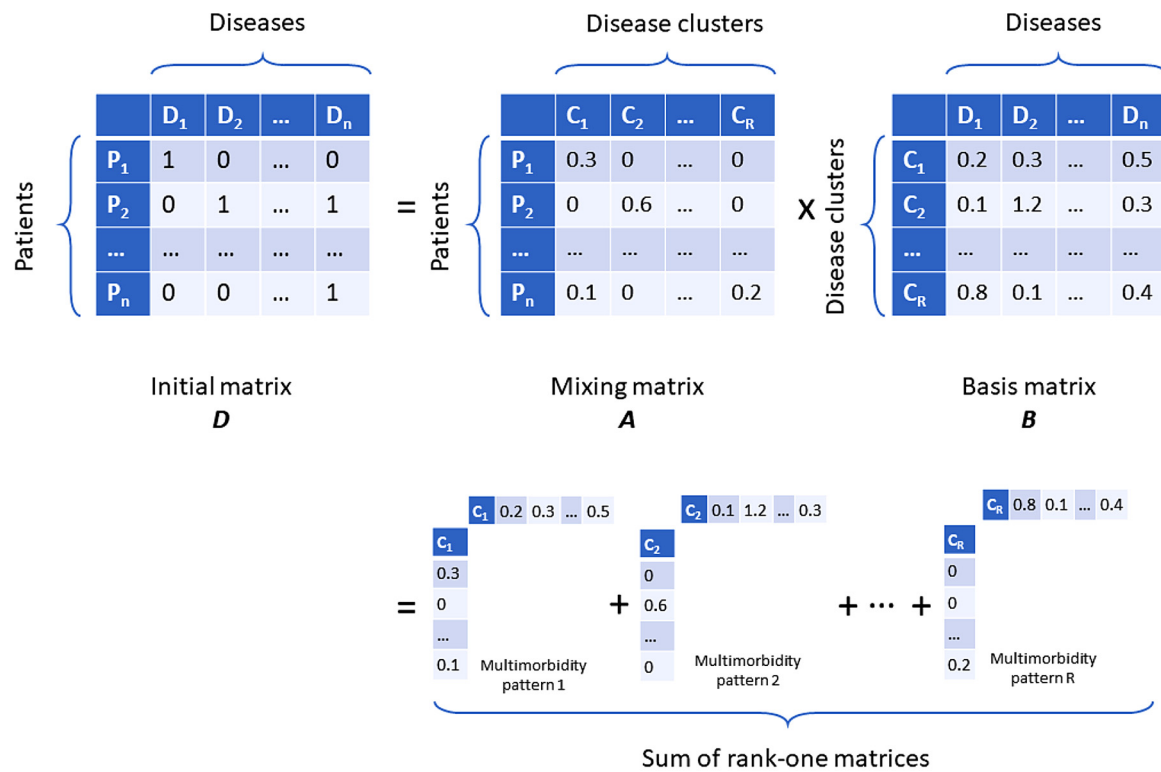 Diseases
Disease clusters
Diseases
D1 D2 ... Dn
C1 C2 ... CR
D1 D2 ... Dn
Patients
P1 1 0 ... 0
P2 0 1 ... 1
... ... ... ... ...
Pn 0 0 ... 1
=
Patients
P1 0.3 0 ... 0
P2 0 0.6 ... 0
... ... ... ... ...
Pn 0.1 0 ... 0.2
x
Disease clusters
C1 0.2 0.3 ... 0.5
C2 0.1 1.2 ... 0.3
... ... ... ... ...
CR 0.8 0.1 ... 0.4
Initial matrix
D
Mixing matrix
A
Basis matrix
B
=
C1 0.2 0.3 ... 0.5
C1
0.3
0
...
0.1
Multimorbidity
pattern 1
+
C2 0.1 1.2 ... 0.3
C2
0
0.6
...
0
Multimorbidity
pattern 2
+ ... +
CR 0.8 0.1 ... 0.4
CR
0
0
...
0.2
Multimorbidity
pattern R
Sum of rank-one matrices